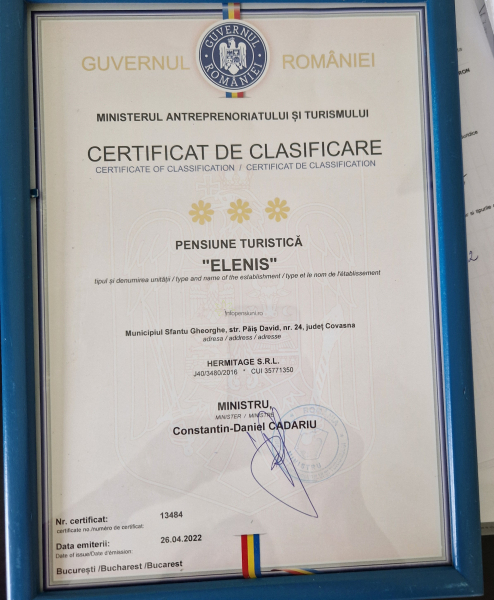 GUVERNUL ROMÂNIEI
GUVERNUL ROMÂNIEI
MINISTERUL ANTREPRENORIATULUI ȘI TURISMULUI
CERTIFICAT DE CLASIFICARE
CERTIFICATE OF CLASSIFICATION / CERTIFICAT DE CLASSIFICATION
PENSIUNE TURISTICĂ
"ELENIS"
tipul și denumirea unității / type and name of the establishment / type et le nom de l'établissement
Infopensiuni.ro
Municipiul Sfantu Gheorghe, str. Păiș David, nr. 24, județ Covasna
adresa / address / adresse
HERMITAGE S.R.L.
J40/3480/2016 * CUI 35771350
MINISTRU,
MINISTER / MINISTRE
Constantin-Daniel CADARIU
Nr. certificat: 13484
certificate no./numéro de certificat:
Data emiterii: 26.04.2022
Date of issue/Date d'émission:
București /Bucharest /Bucarest